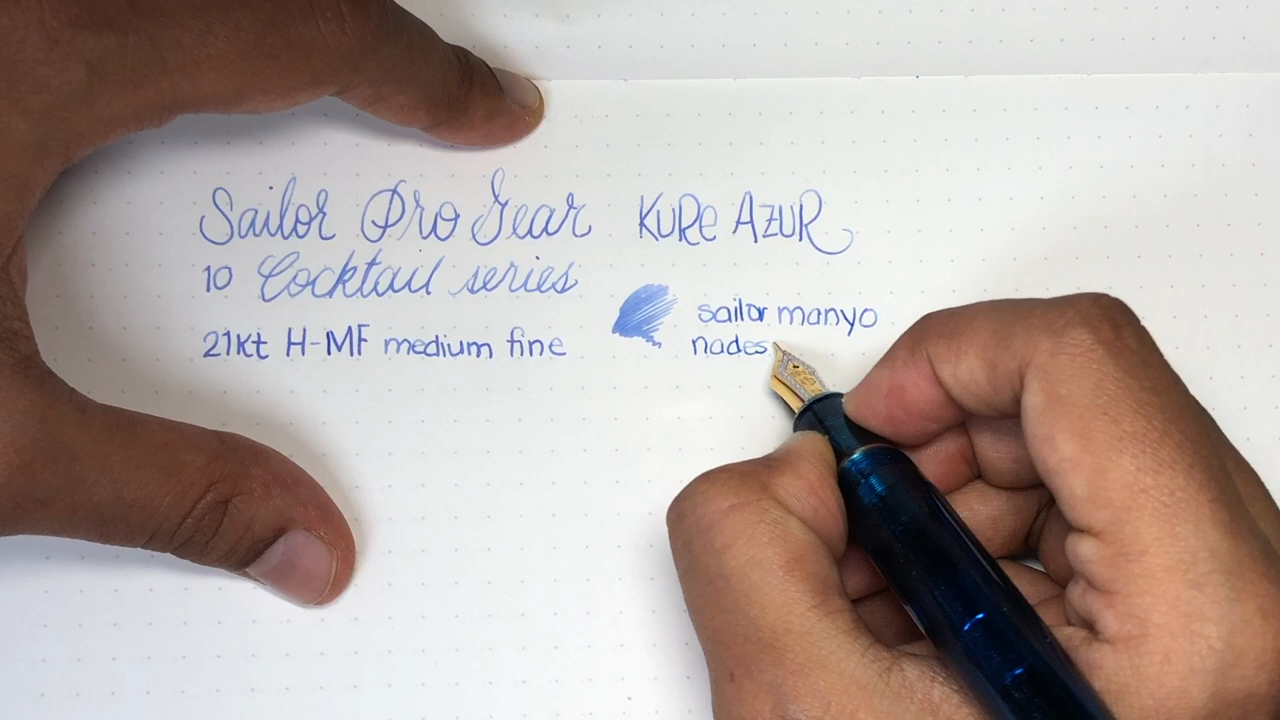 Sailor Pro Gear KURe AZUR
10 Cocktail series
sailor manyo
21kt H-MF medium fine
nades